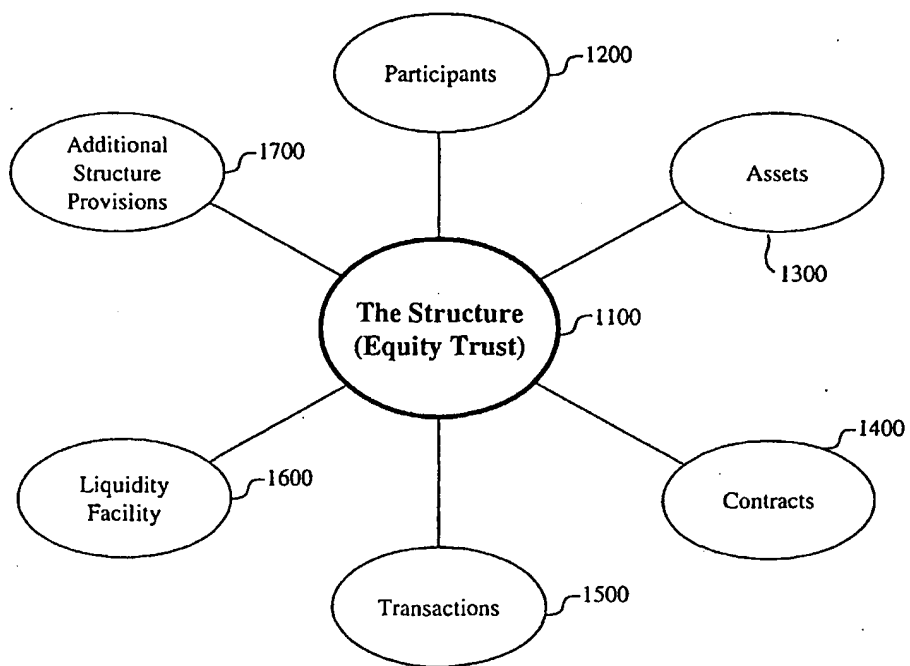 Participants
1200
Additional
Structure
Provisions
1700
Assets
1300
The Structure
(Equity Trust)
1100
1400
Contracts
Liquidity
Facility
1600
Transactions
1500